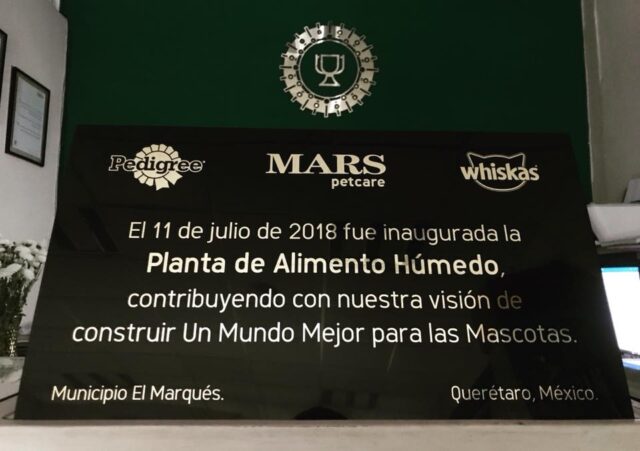 Pedigree
MARS
petcare
whiskas
El 11 de julio de 2018 fue inaugurada la
Planta de Alimento Húmedo,
contribuyendo con nuestra visión de
construir Un Mundo Mejor para las Mascotas.
Municipio El Marqués.
Querétaro, México.